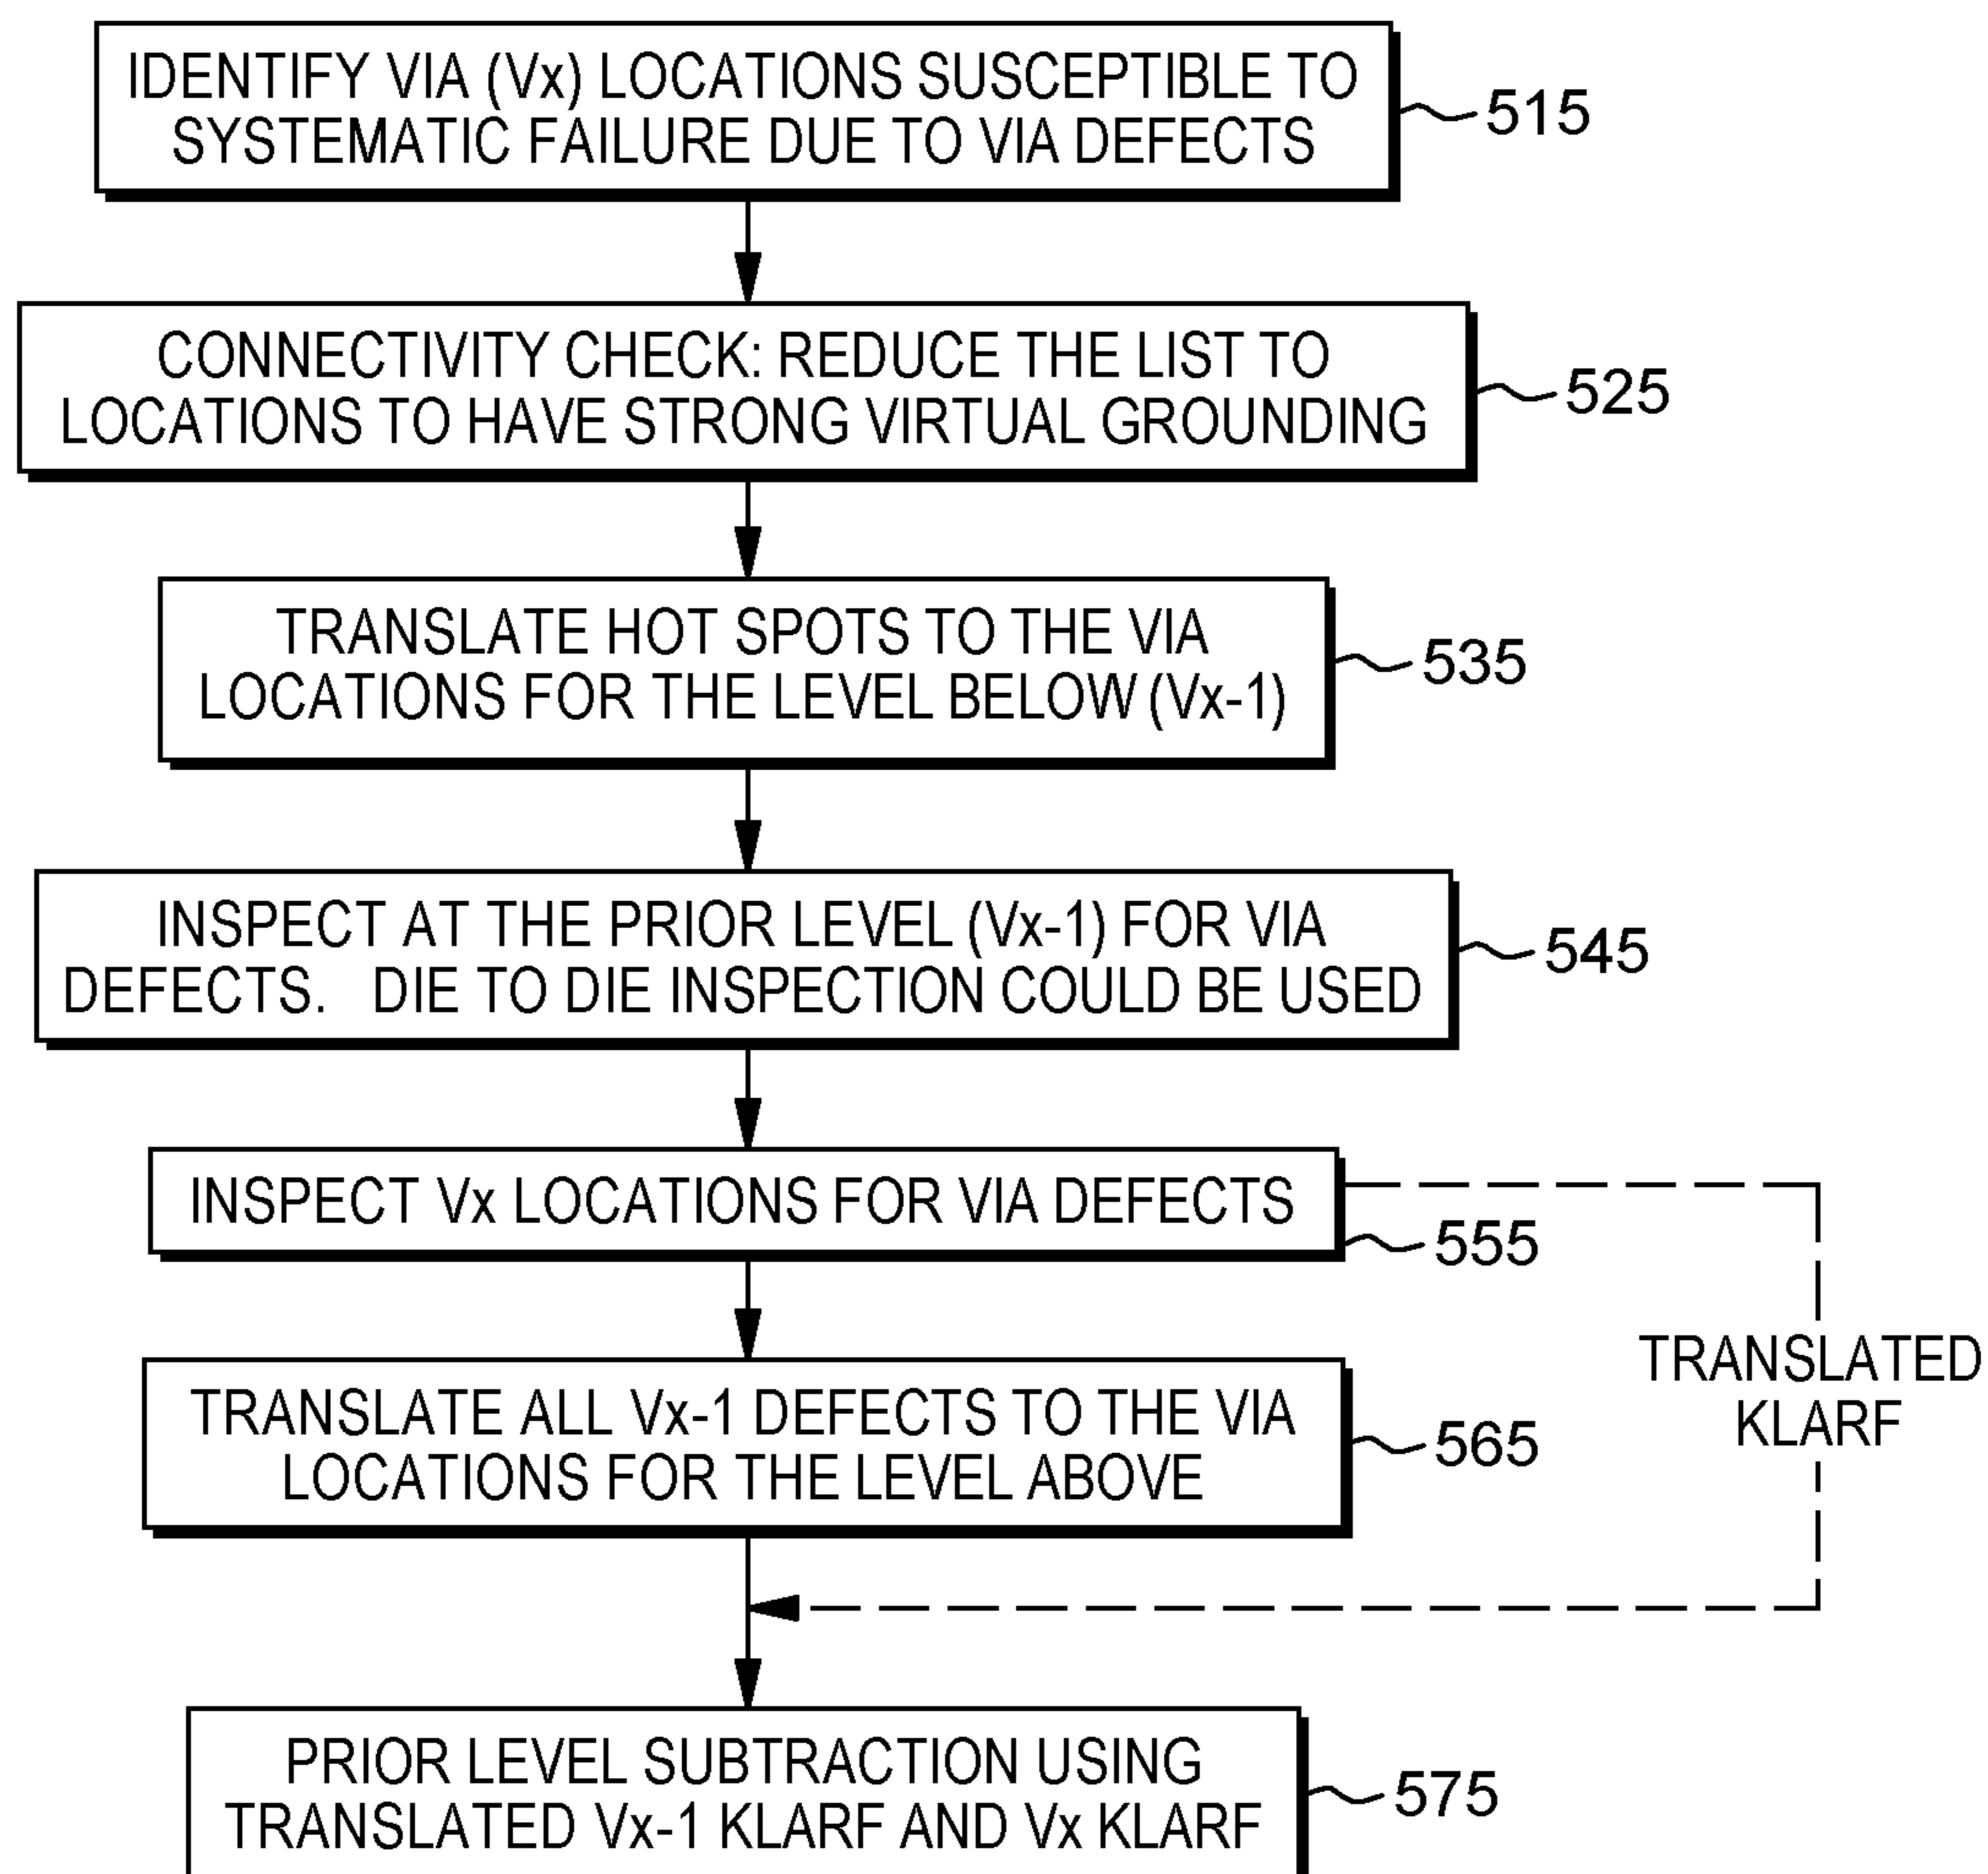 IDENTIFY VIA (Vx) LOCATIONS SUSCEPTIBLE TO
SYSTEMATIC FAILURE DUE TO VIA DEFECTS
515
CONNECTIVITY CHECK: REDUCE THE LIST TO
LOCATIONS TO HAVE STRONG VIRTUAL GROUNDING
525
TRANSLATE HOT SPOTS TO THE VIA
LOCATIONS FOR THE LEVEL BELOW (Vx-1)
535
INSPECT AT THE PRIOR LEVEL (Vx-1) FOR VIA
DEFECTS. DIE TO DIE INSPECTION COULD BE USED
545
INSPECT Vx LOCATIONS FOR VIA DEFECTS
555
TRANSLATED
KLARF
TRANSLATE ALL Vx-1 DEFECTS TO THE VIA
LOCATIONS FOR THE LEVEL ABOVE
565
PRIOR LEVEL SUBTRACTION USING
TRANSLATED Vx-1 KLARF AND Vx KLARF
575